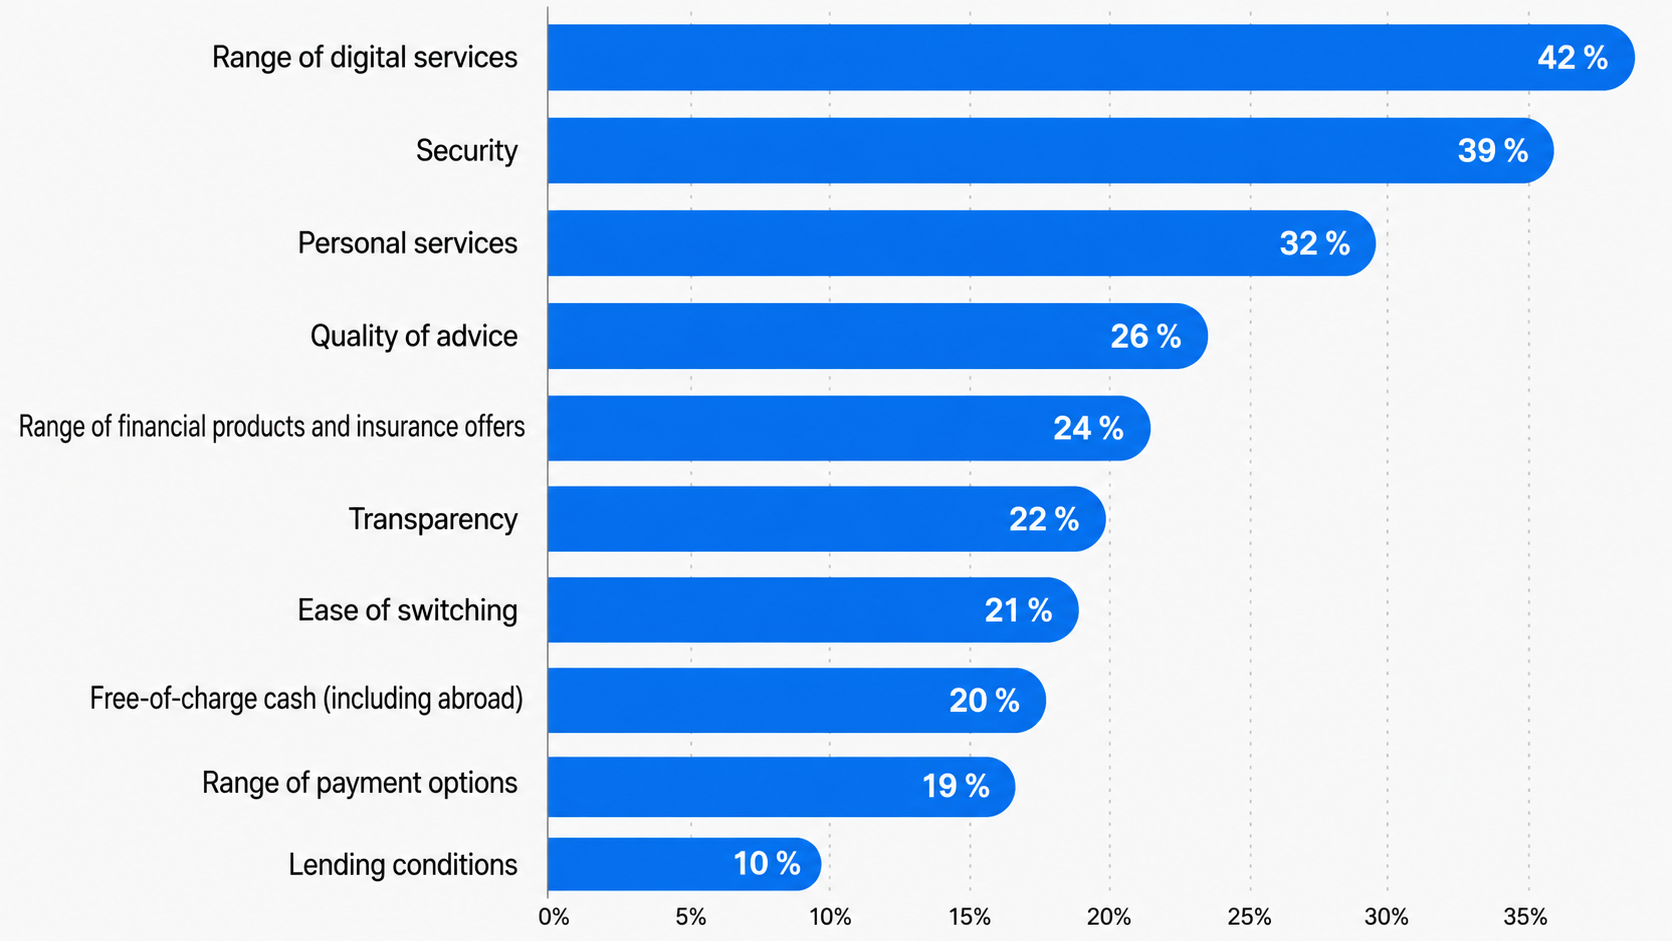 Range of digital services 42 %
Security 39 %
Personal services 32 %
Quality of advice 26 %
Range of financial products and insurance offers 24 %
Transparency 22 %
Ease of switching 21 %
Free-of-charge cash (including abroad) 20 %
Range of payment options 19 %
Lending conditions 10 %
0% 5% 10% 15% 20% 25% 30% 35%